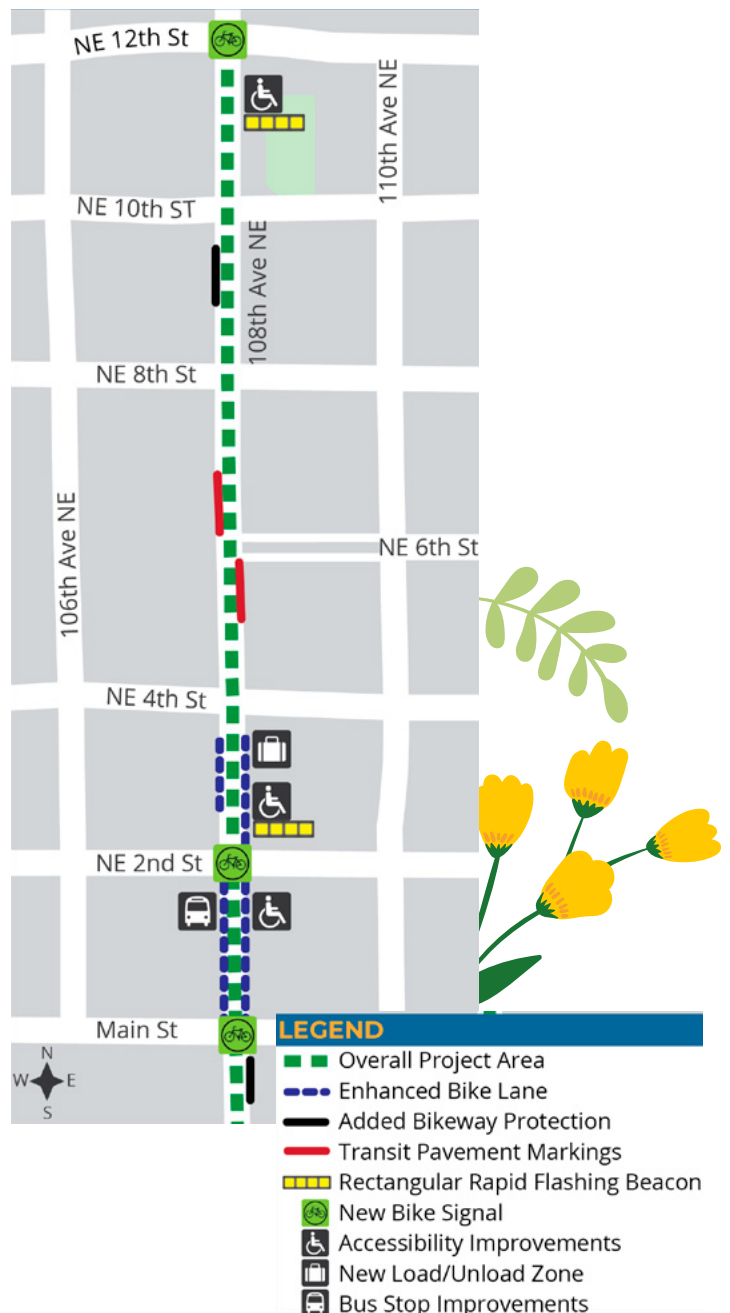 NE 12th St
110th Ave NE
NE 10th ST
108th Ave NE
NE 8th St
106th Ave NE
NE 6th St
NE 4th St
NE 2nd St
Main St
N
W E
S
LEGEND
Overall Project Area
Enhanced Bike Lane
Added Bikeway Protection
Transit Pavement Markings
Rectangular Rapid Flashing Beacon
New Bike Signal
Accessibility Improvements
New Load/Unload Zone
Bus Stop Improvements